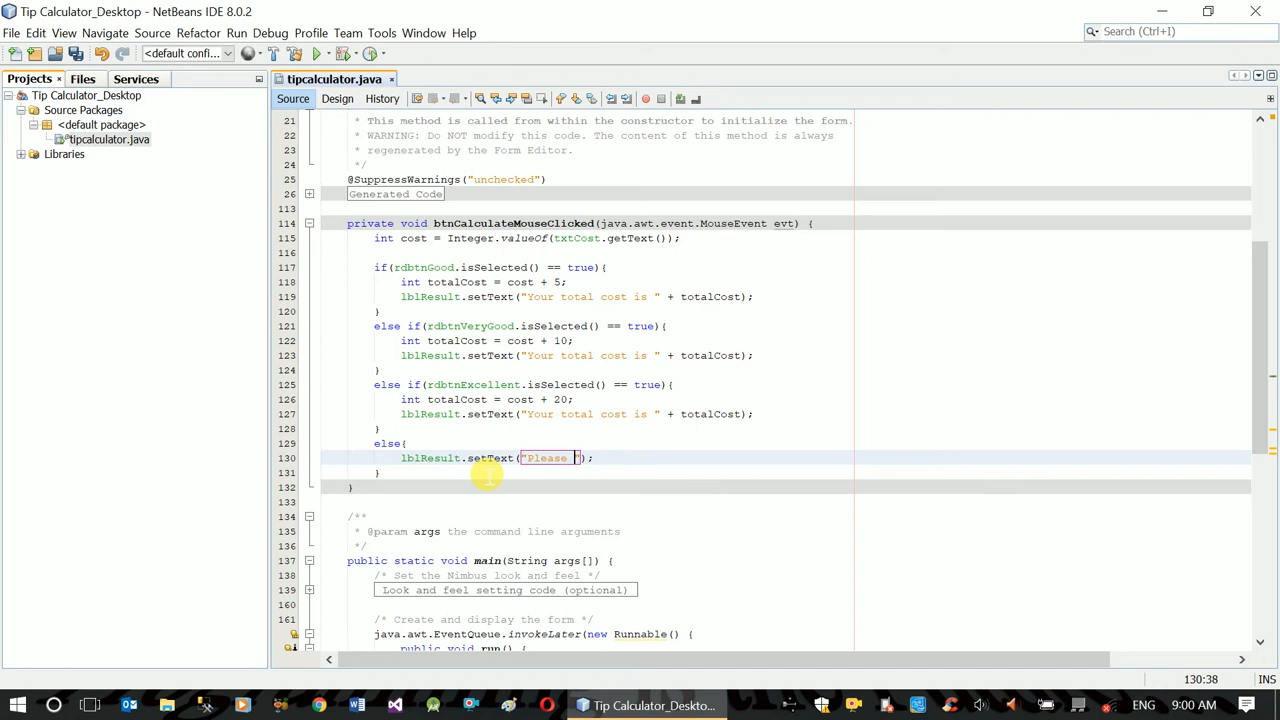 Tip Calculator_Desktop - NetBeans IDE 8.0.2
File Edit View Navigate Source Refactor Run Debug Profile Team Tools Window Help
Search (Ctrl+I)
<default confi...
Projects Files Services
tipcalculator.java
Tip Calculator_Desktop
Source Packages
<default package>
tipcalculator.java
Libraries
Source Design History
21 * This method is called from within the constructor to initialize the form.
22 * WARNING: Do NOT modify this code. The content of this method is always
23 * regenerated by the Form Editor.
24 */
25 @SuppressWarnings("unchecked")
26 Generated Code
113
114 private void btnCalculateMouseClicked(java.awt.event.MouseEvent evt) {
115 int cost = Integer.valueOf(txtCost.getText());
116
117 if(rdbtnGood.isSelected() == true){
118 int totalCost = cost + 5;
119 lblResult.setText("Your total cost is " + totalCost);
120 }
121 else if(rdbtnVeryGood.isSelected() == true){
122 int totalCost = cost + 10;
123 lblResult.setText("Your total cost is " + totalCost);
124 }
125 else if(rdbtnExcellent.isSelected() == true){
126 int totalCost = cost + 20;
127 lblResult.setText("Your total cost is " + totalCost);
128 }
129 else{
130 lblResult.setText("Please ");
131 }
132 }
133
134 /**
135 * @param args the command line arguments
136 */
137 public static void main(String args[]) {
138 /* Set the Nimbus look and feel */
139 Look and feel setting code (optional)
160
161 /* Create and display the form */
java.awt.EventQueue.invokeLater(new Runnable() {
public void run() {
130:38 INS
Tip Calculator_Deskto...
ENG 9:00 AM